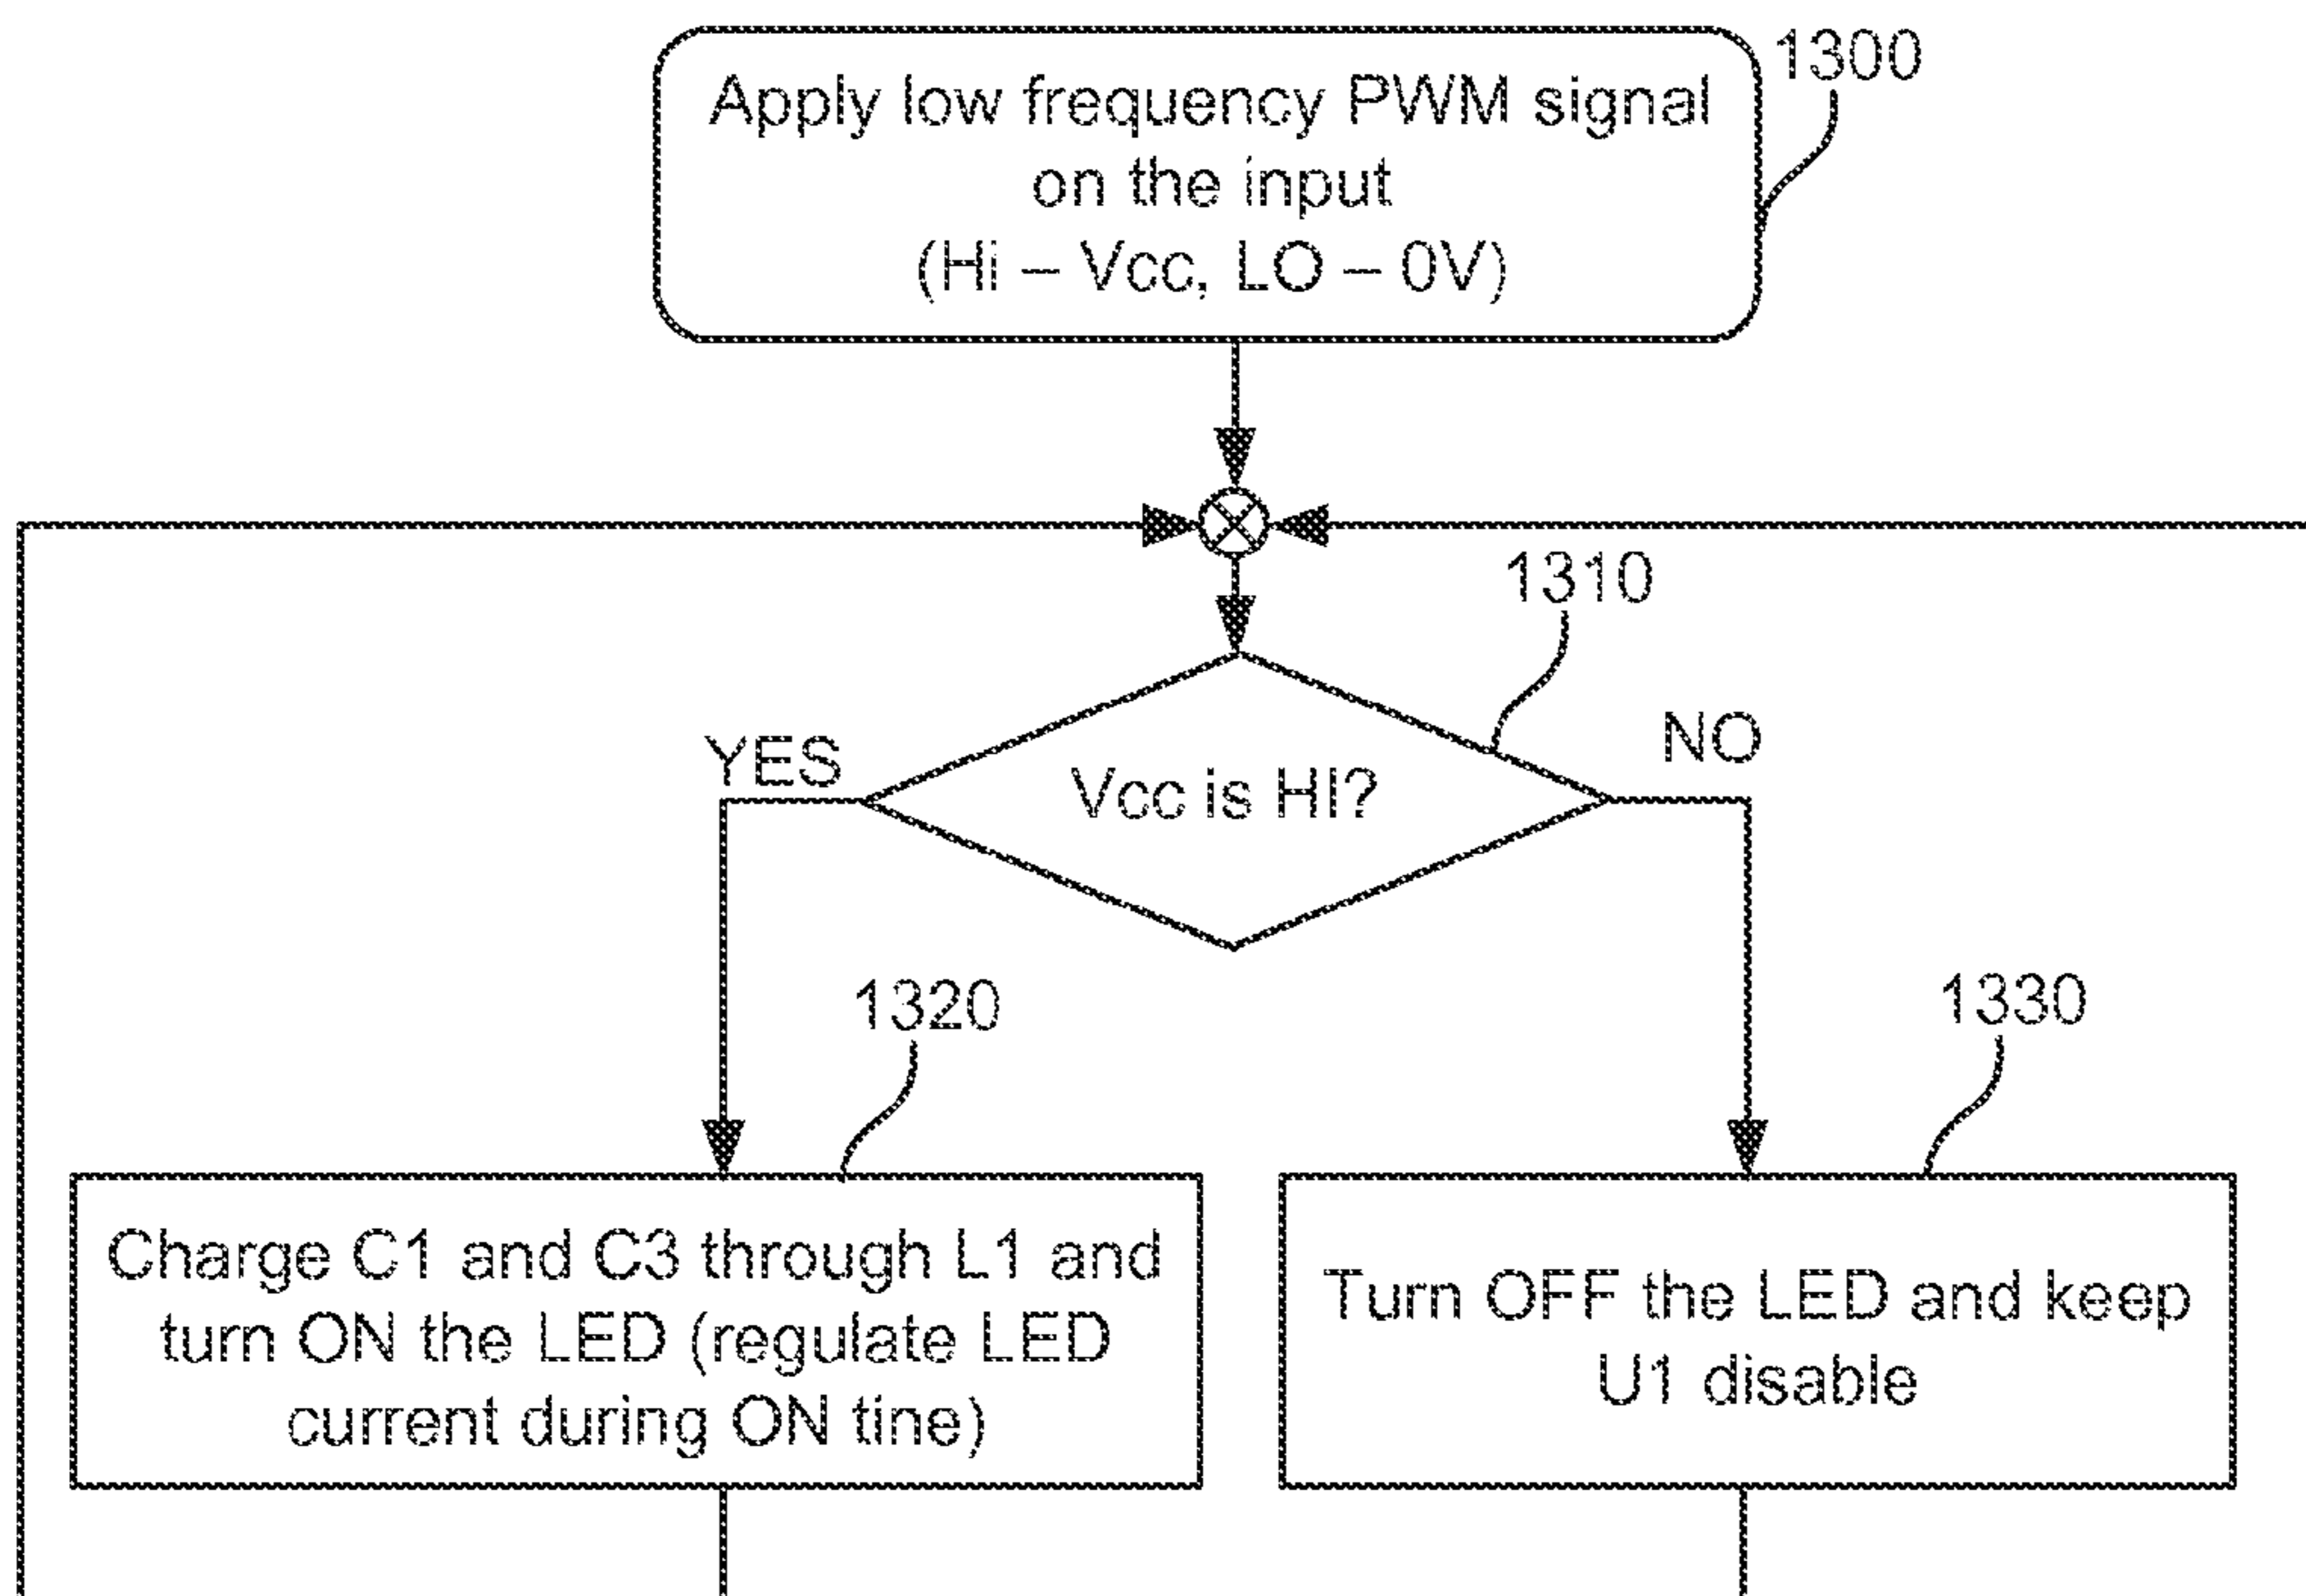 1300
Apply low frequency PWM signal
on the input
(Hi – Vcc, LO – 0V)
1310
YES
NO
Vcc is HI?
1320
1330
Charge C1 and C3 through L1 and
turn ON the LED (regulate LED
current during ON tine)
Turn OFF the LED and keep
U1 disable